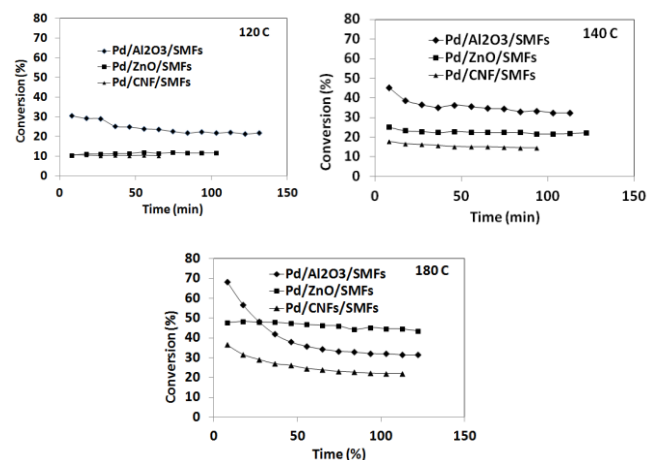 120 C
Pd/Al2O3/SMFs
Pd/ZnO/SMFs
Pd/CNF/SMFs
Conversion (%)
80
70
60
50
40
30
20
10
0
0 50 100 150
Time (min)
140 C
Pd/Al2O3/SMFs
Pd/ZnO/SMFs
Pd/CNF/SMFs
Conversion (%)
80
70
60
50
40
30
20
10
0
0 50 100 150
Time (min)
180 C
Pd/Al2O3/SMFs
Pd/ZnO/SMFs
Pd/CNFs/SMFs
Conversion (%)
80
70
60
50
40
30
20
10
0
0 50 100 150
Time (%)